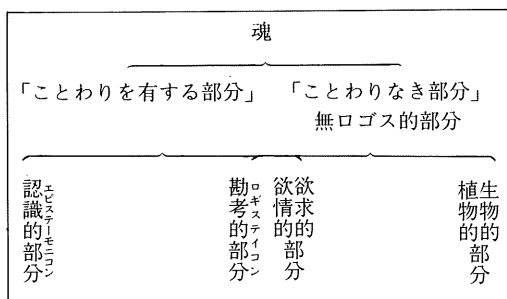 魂
「ことわりを有する部分」
「ことわりなき部分」
無ロゴス的部分
認識的部分
エピステーモニコン
勘考的部分
ロギスティコン
欲求的
欲情的部分
生物的
植物的部分